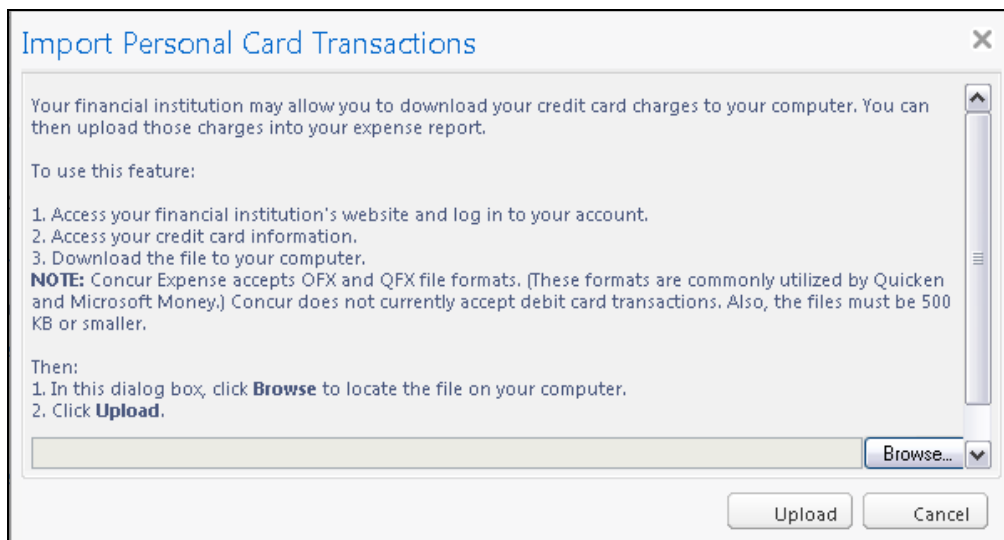 Import Personal Card Transactions
Your financial institution may allow you to download your credit card charges to your computer. You can
then upload those charges into your expense report.
To use this feature:
1. Access your financial institution's website and log in to your account.
2. Access your credit card information.
3. Download the file to your computer.
NOTE: Concur Expense accepts OFX and QFX file formats. (These formats are commonly utilized by Quicken
and Microsoft Money.) Concur does not currently accept debit card transactions. Also, the files must be 500
KB or smaller.
Then:
1. In this dialog box, click Browse to locate the file on your computer.
2. Click Upload.
Browse...
Upload Cancel